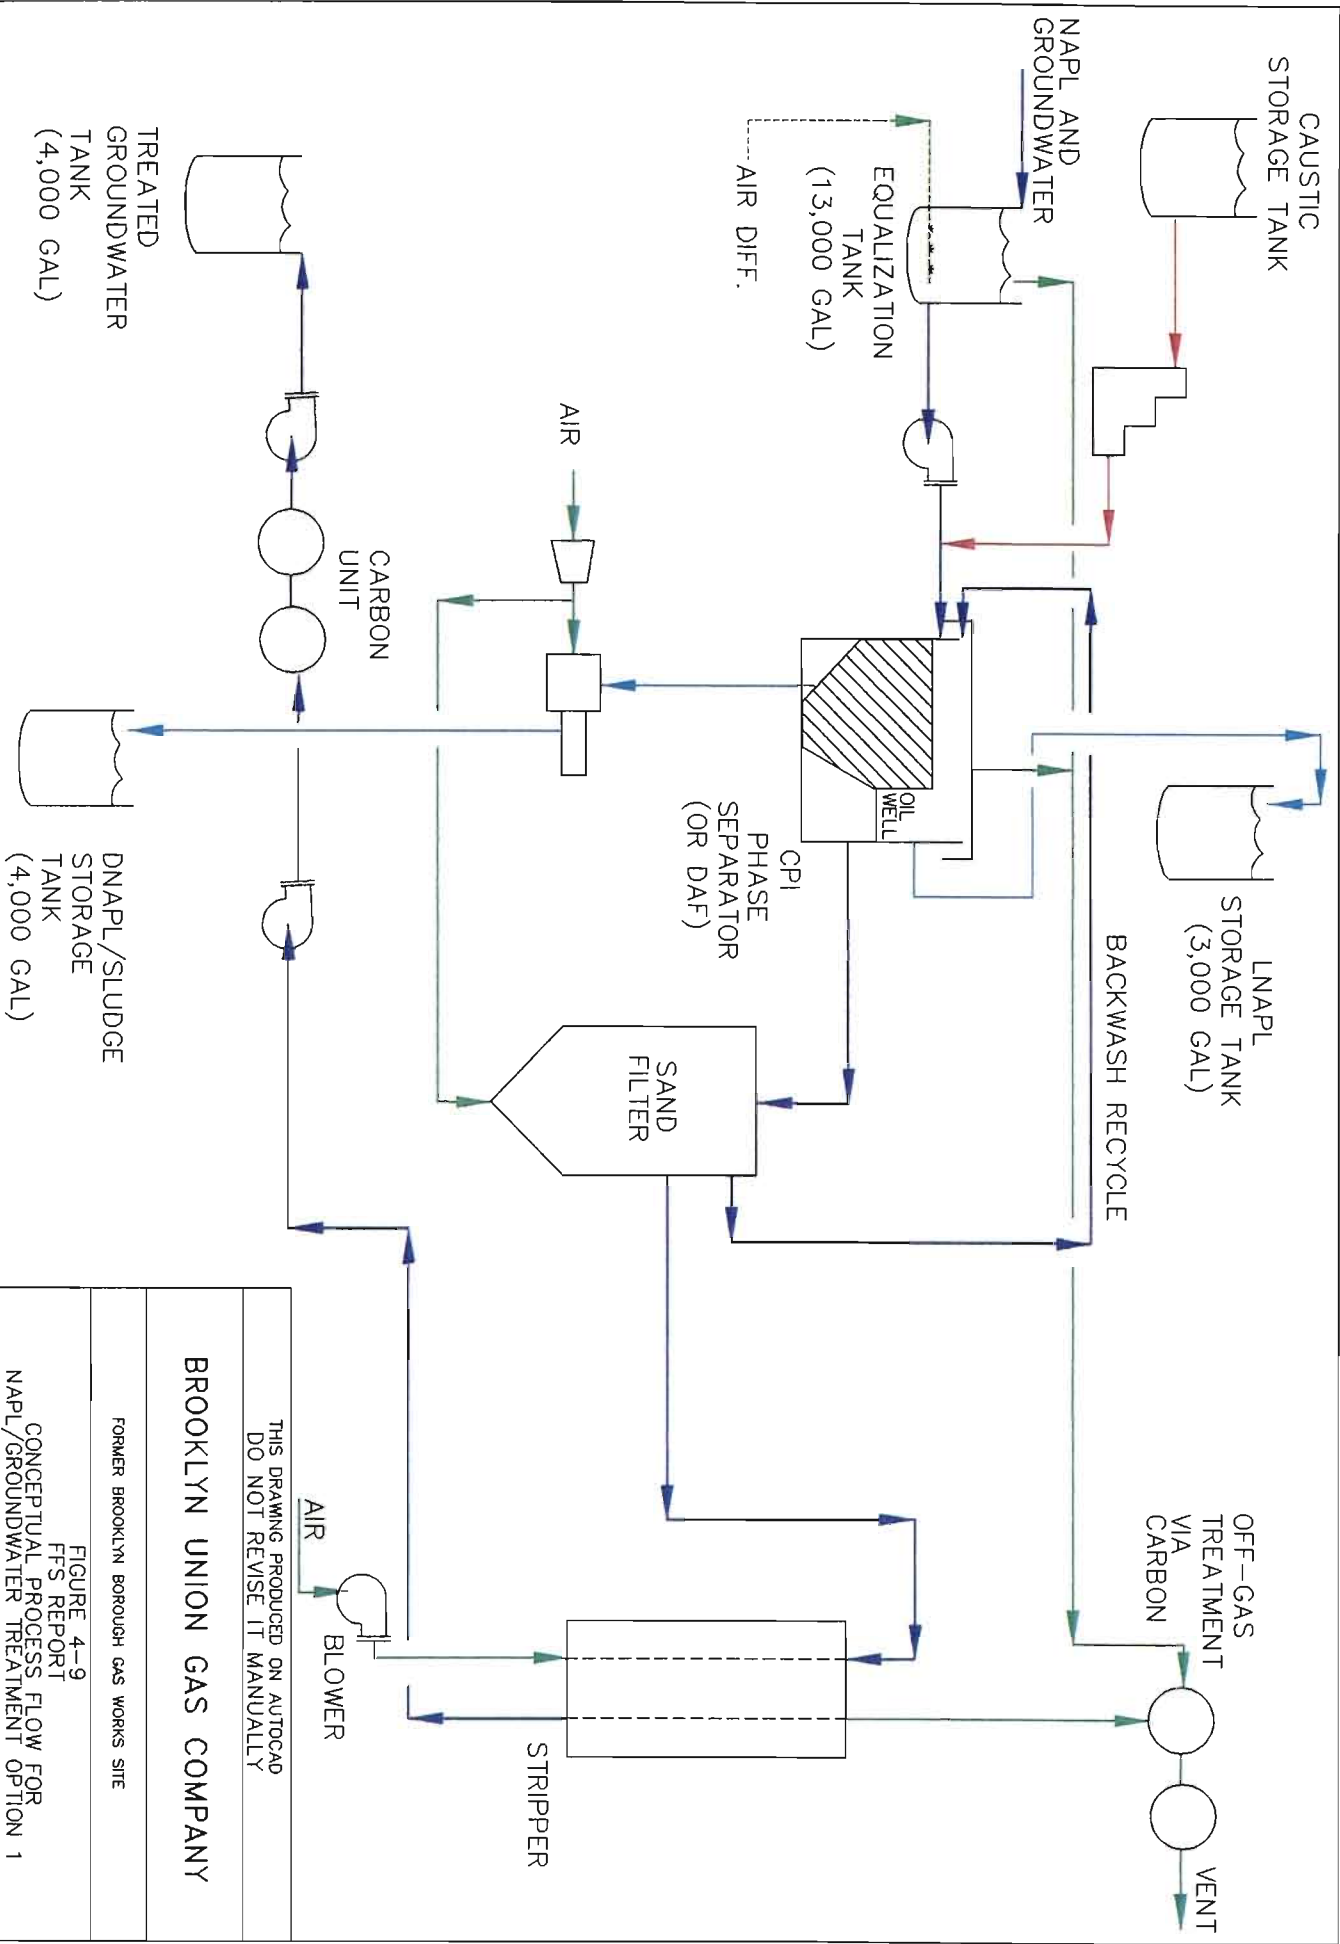 CAUSTIC
STORAGE TANK
NAPL AND
GROUNDWATER
EQUALIZATION
TANK
(13,000 GAL)
AIR DIFF.
LNAPL
STORAGE TANK
(3,000 GAL)
BACKWASH RECYCLE
OFF-GAS
TREATMENT
VIA
CARBON
VENT
OIL
WELL
CPI
PHASE
SEPARATOR
(OR DAF)
SAND
FILTER
STRIPPER
AIR
BLOWER
AIR
CARBON
UNIT
TREATED
GROUNDWATER
TANK
(4,000 GAL)
DNAPL/SLUDGE
STORAGE
TANK
(4,000 GAL)
THIS DRAWING PRODUCED ON AUTOCAD
DO NOT REVISE IT MANUALLY
BROOKLYN UNION GAS COMPANY
FORMER BROOKLYN BOROUGH GAS WORKS SITE
FIGURE 4-9
FFS REPORT
CONCEPTUAL PROCESS FLOW FOR
NAPL/GROUNDWATER TREATMENT OPTION 1